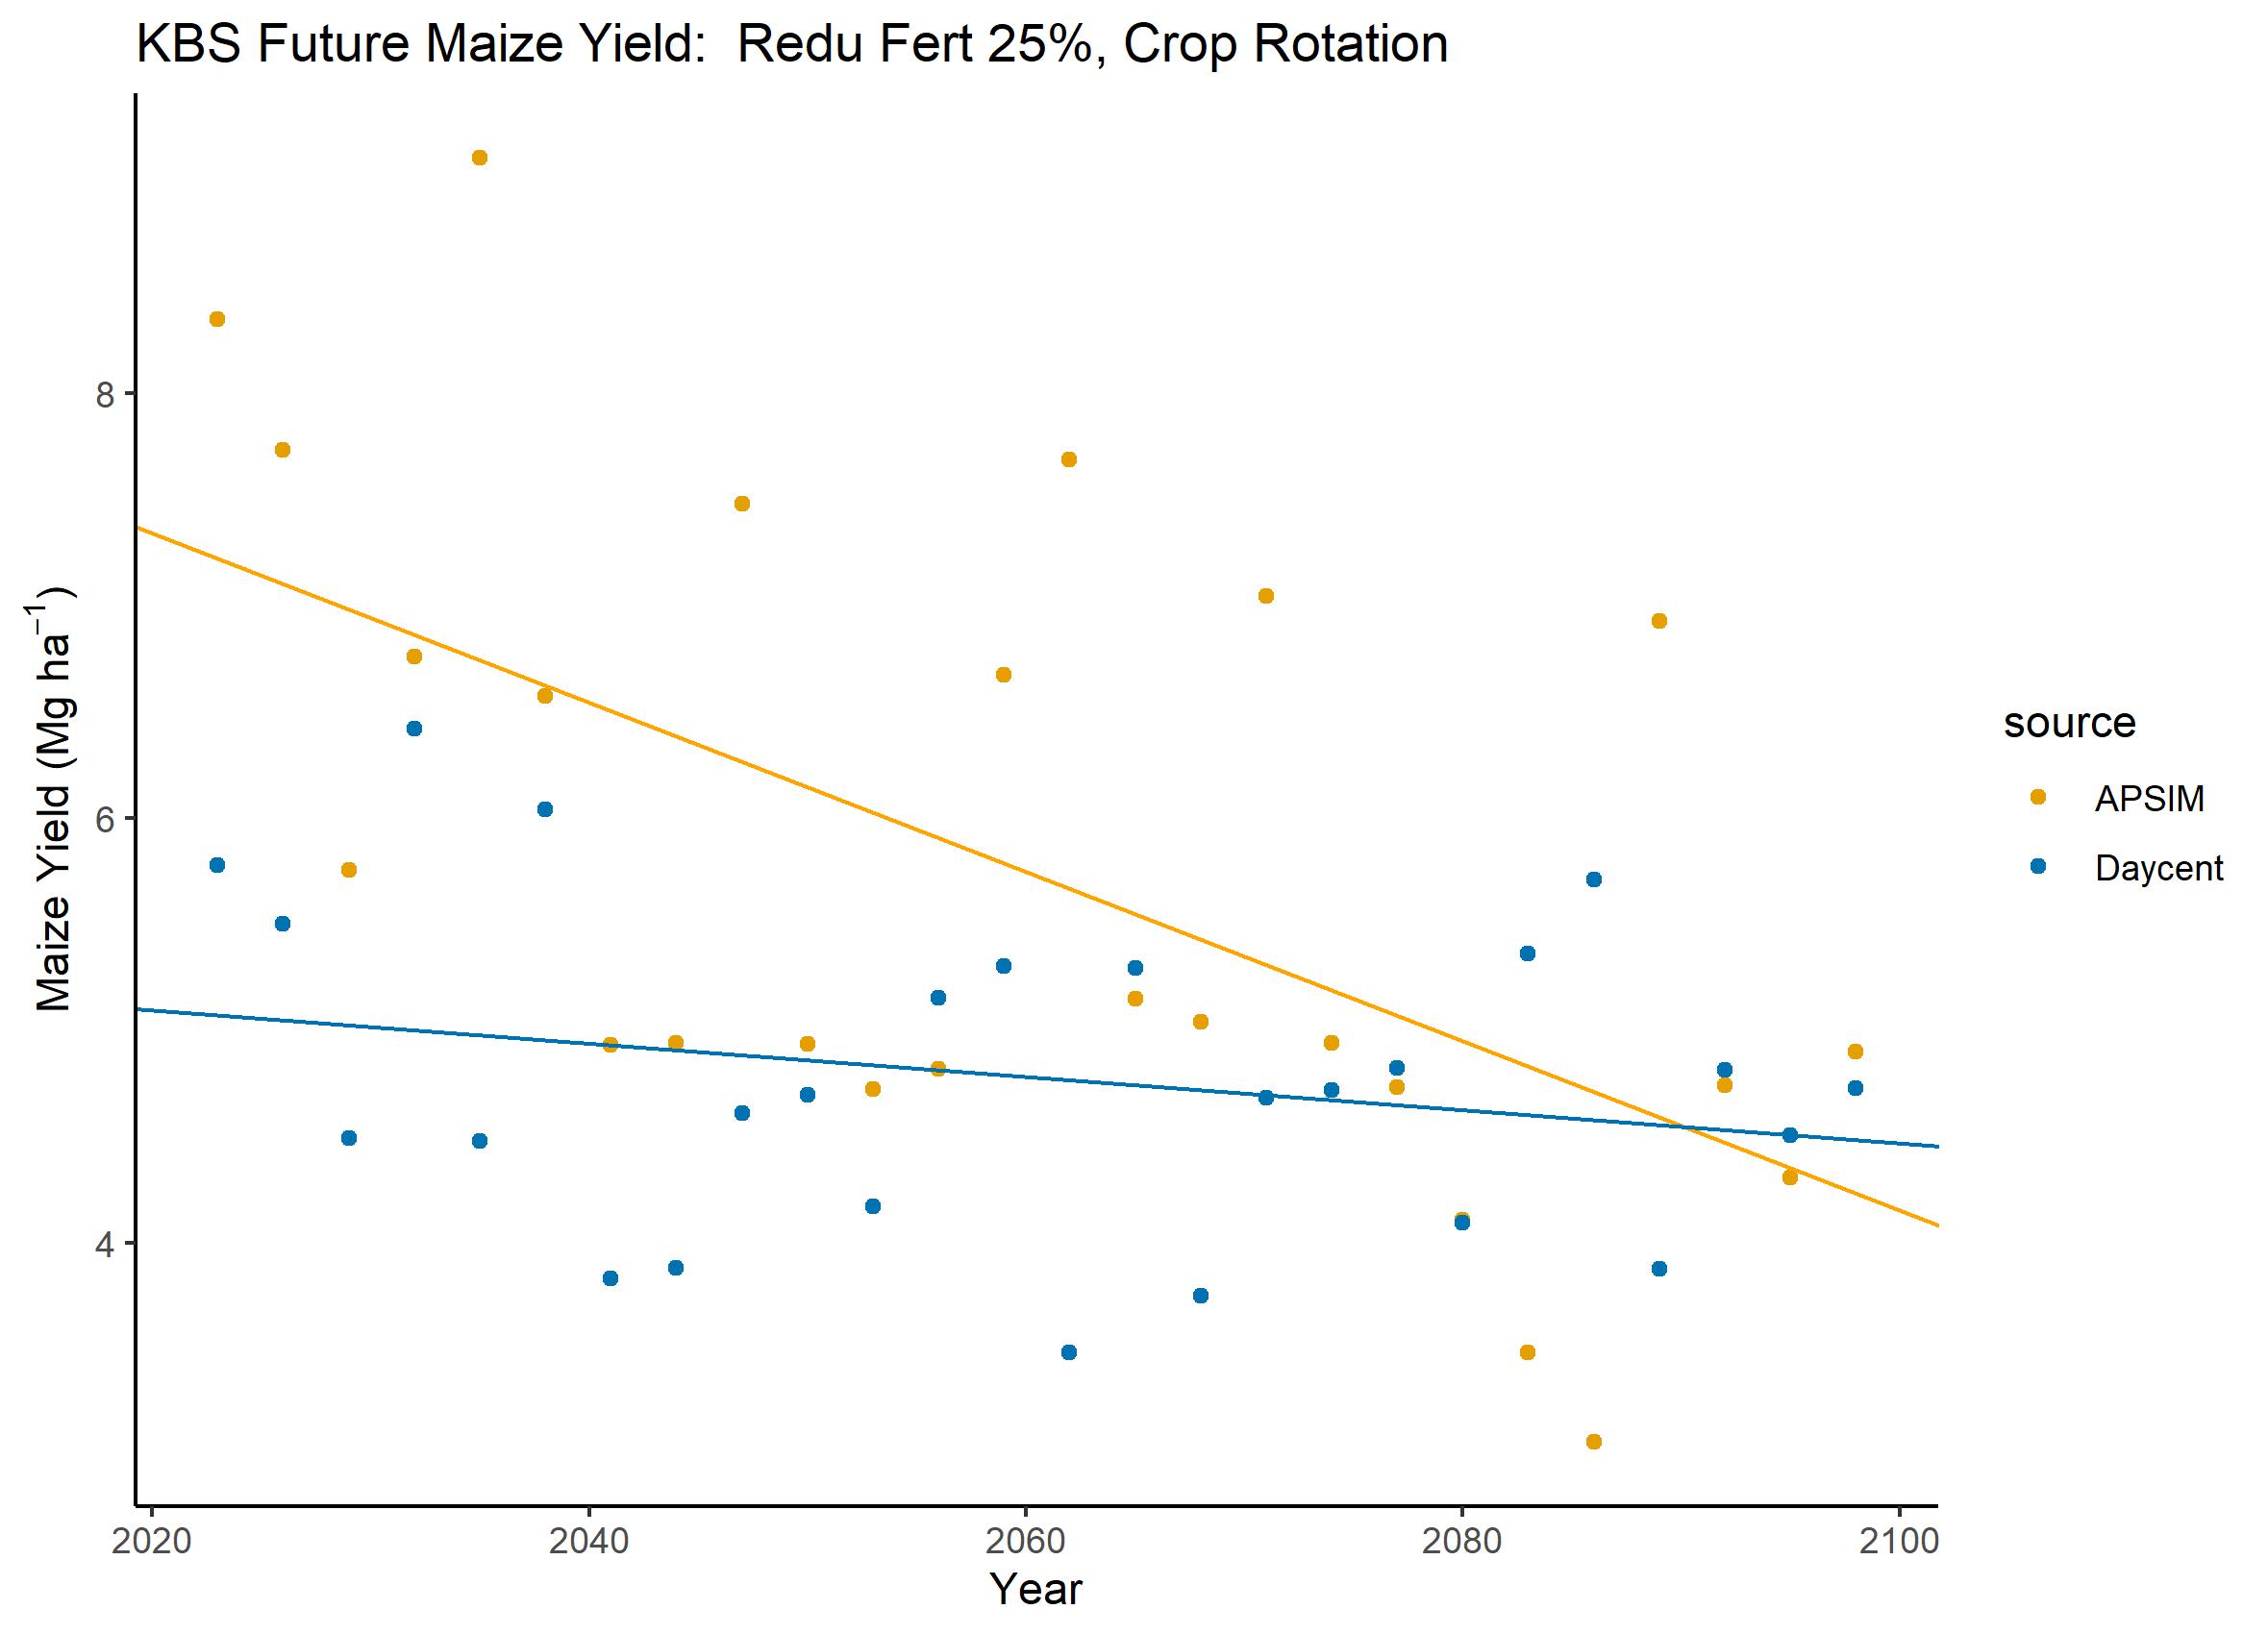 KBS Future Maize Yield:  Redu Fert 25%, Crop Rotation
Maize Yield (Mg ha⁻¹)
8
6
4
2020 2040 2060 2080 2100
Year
source
APSIM
Daycent